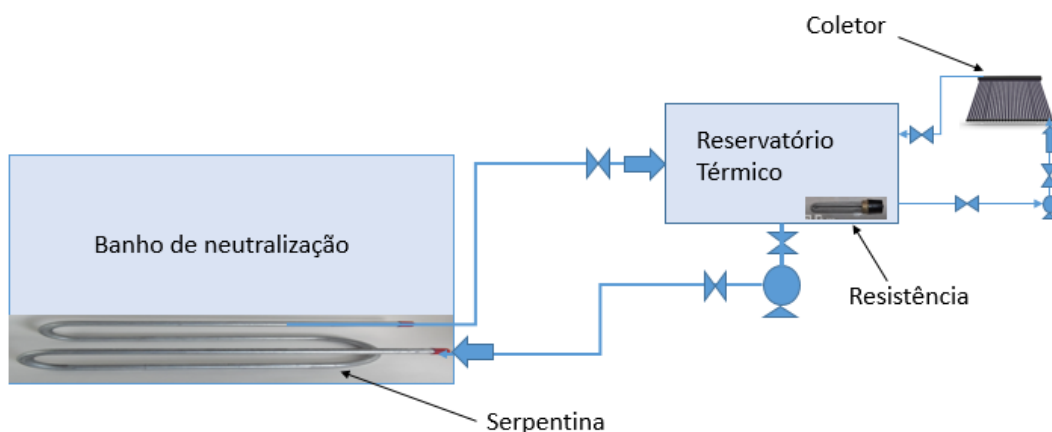 Coletor
Reservatório
Térmico
Banho de neutralização
Resistência
Serpentina